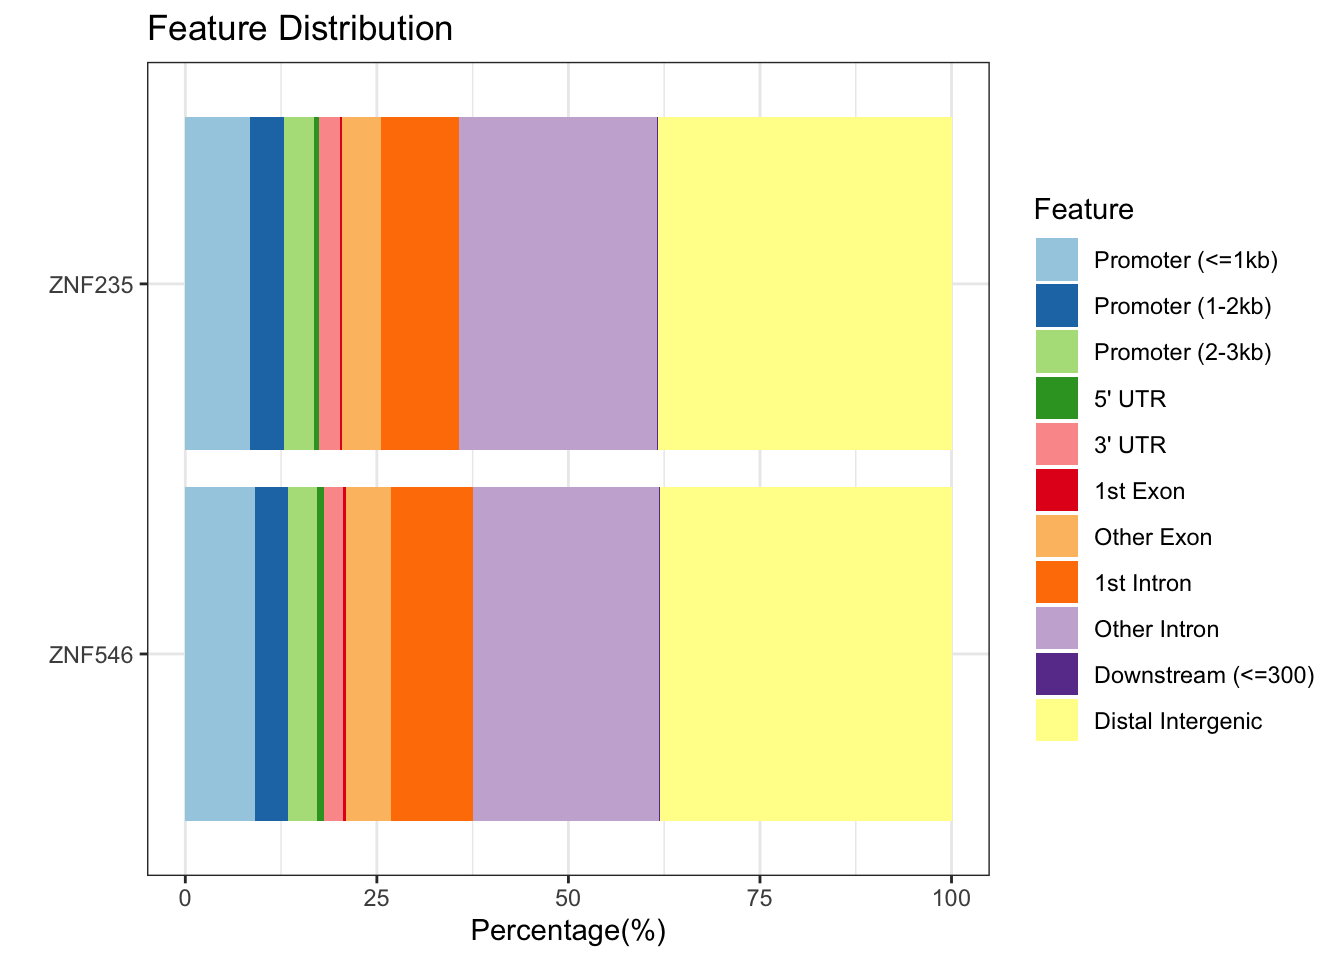 Feature Distribution
ZNF235
ZNF546
0
25
50
75
100
Percentage(%)
Feature
Promoter (<=1kb)
Promoter (1-2kb)
Promoter (2-3kb)
5' UTR
3' UTR
1st Exon
Other Exon
1st Intron
Other Intron
Downstream (<=300)
Distal Intergenic